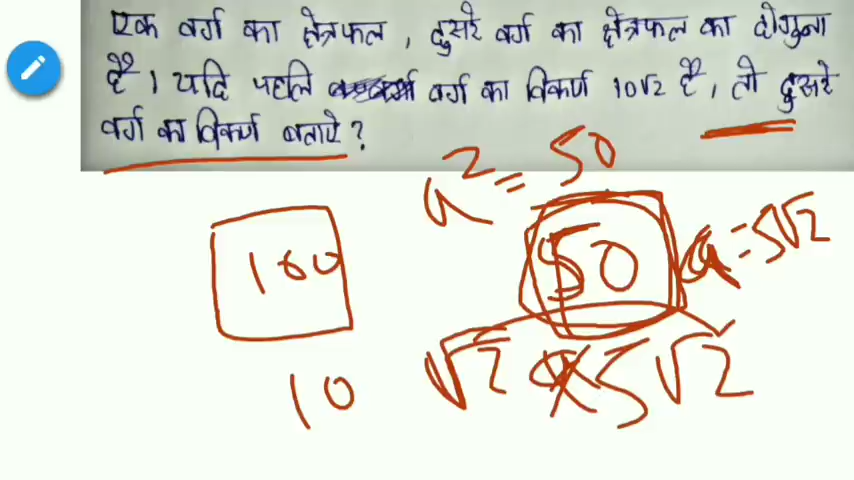 एक वर्ग का क्षेत्रफल, दुसरे वर्ग का क्षेत्रफल का दोगुना
है। यदि पहलि वर्ग का विकर्ण 10√2 है, तो दुसरे
वर्ग का विकर्ण बताऐ?
a² = 50
100
50
a = 5√2
10
√2 5√2